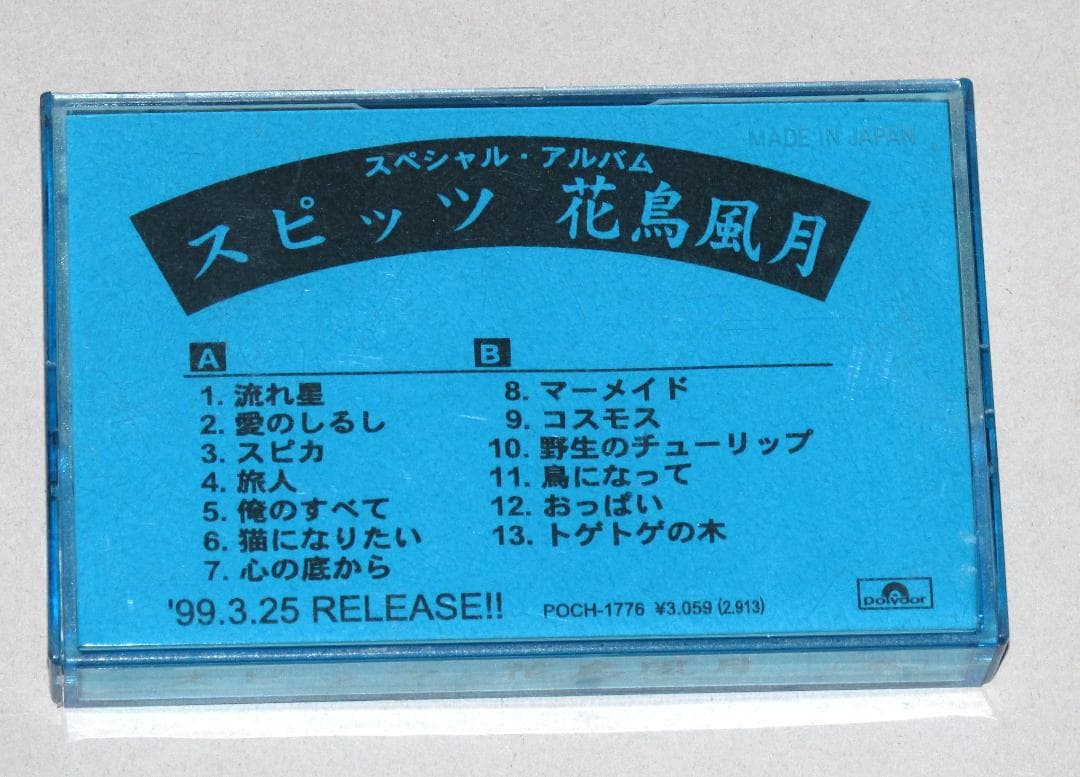 MADE IN JAPAN
スペシャル・アルバム
スピッツ 花鳥風月
A
1. 流れ星
2. 愛のしるし
3. スピカ
4. 旅人
5. 俺のすべて
6. 猫になりたい
7. 心の底から
B
8. マーメイド
9. コスモス
10. 野生のチューリップ
11.鳥になって
12. おっぱい
13. トゲトゲの木
'99.3.25 RELEASE!!
POCH-1776 ¥3.059 (2.913)
Polydor